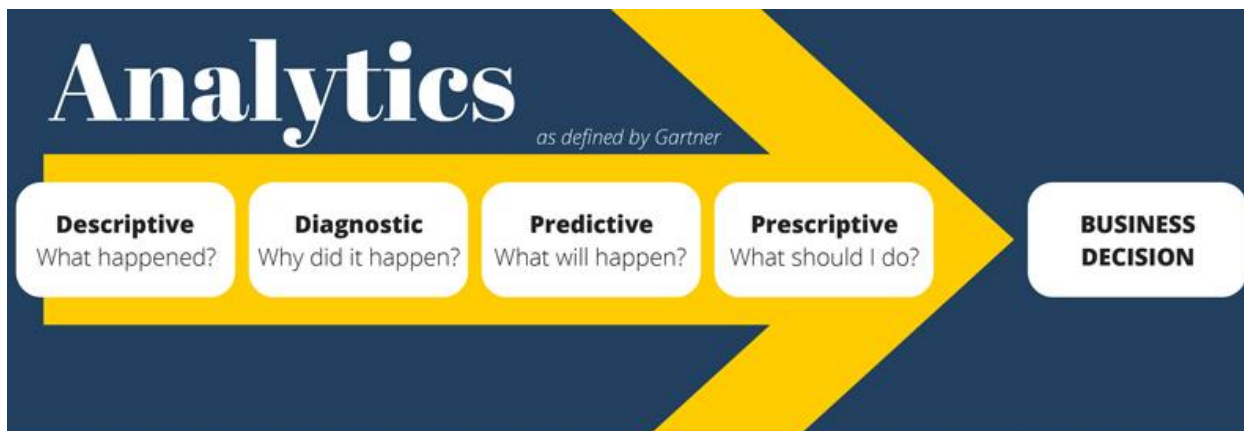 Analytics
as defined by Gartner
Descriptive
What happened?
Diagnostic
Why did it happen?
Predictive
What will happen?
Prescriptive
What should I do?
BUSINESS
DECISION